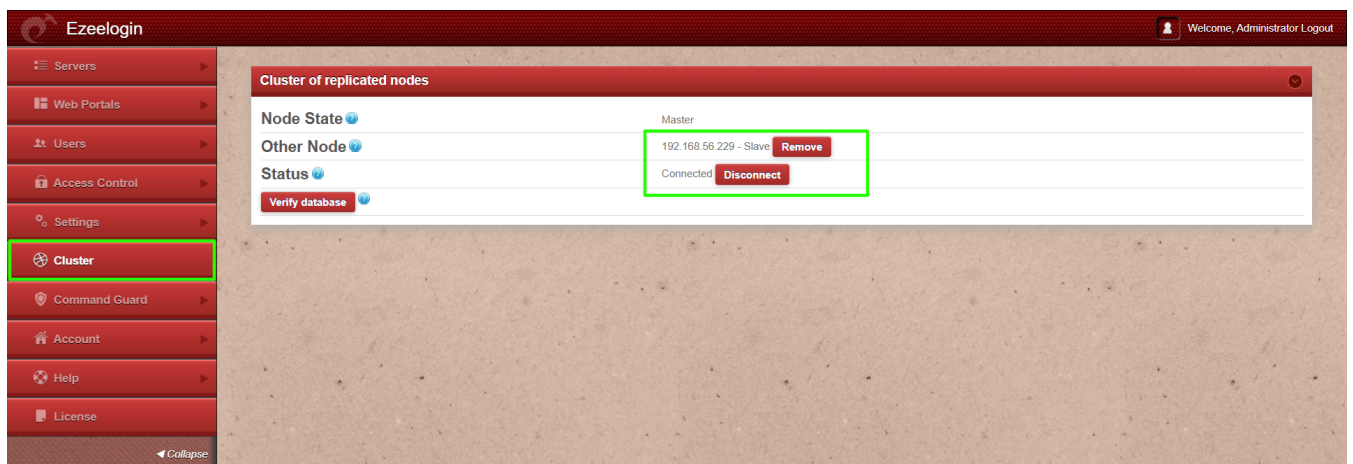 Ezeelogin
Welcome, Administrator Logout
Servers
Web Portals
Users
Access Control
Settings
Cluster
Command Guard
Account
Help
License
Collapse
Cluster of replicated nodes
Node State Master
Other Node 192.168.56.229 - Slave Remove
Status Connected Disconnect
Verify database